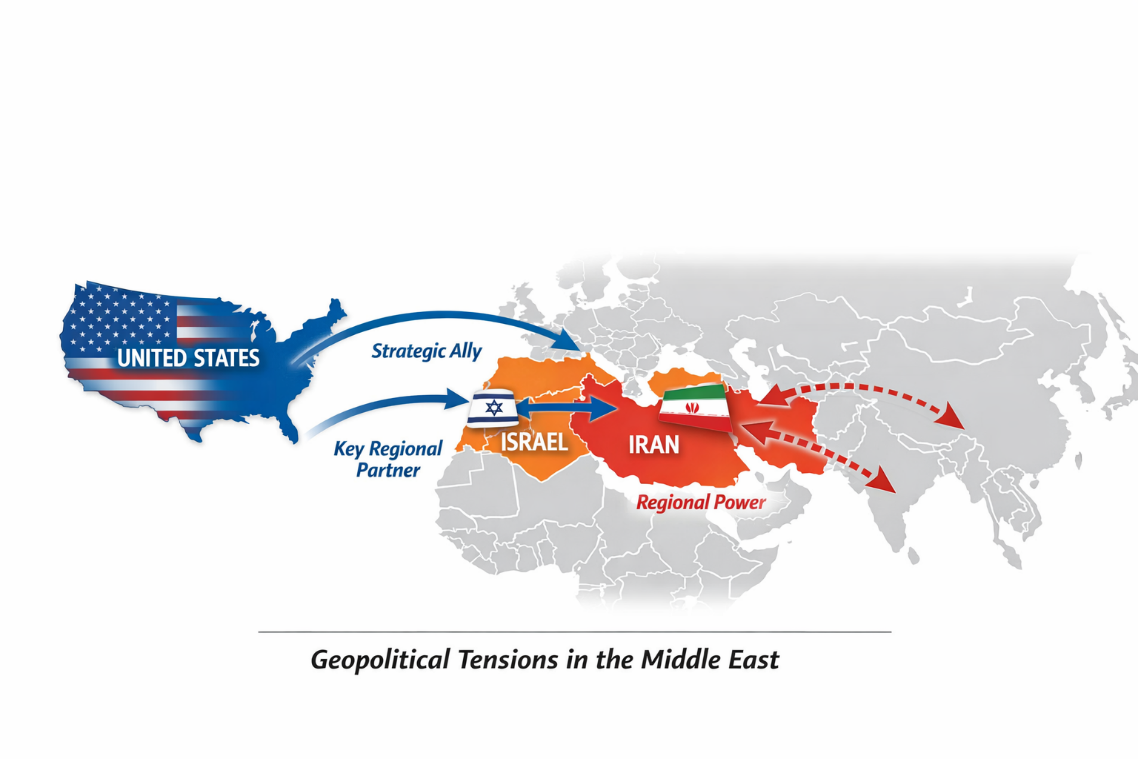 UNITED STATES
Strategic Ally
Key Regional
Partner
ISRAEL
IRAN
Regional Power
Geopolitical Tensions in the Middle East